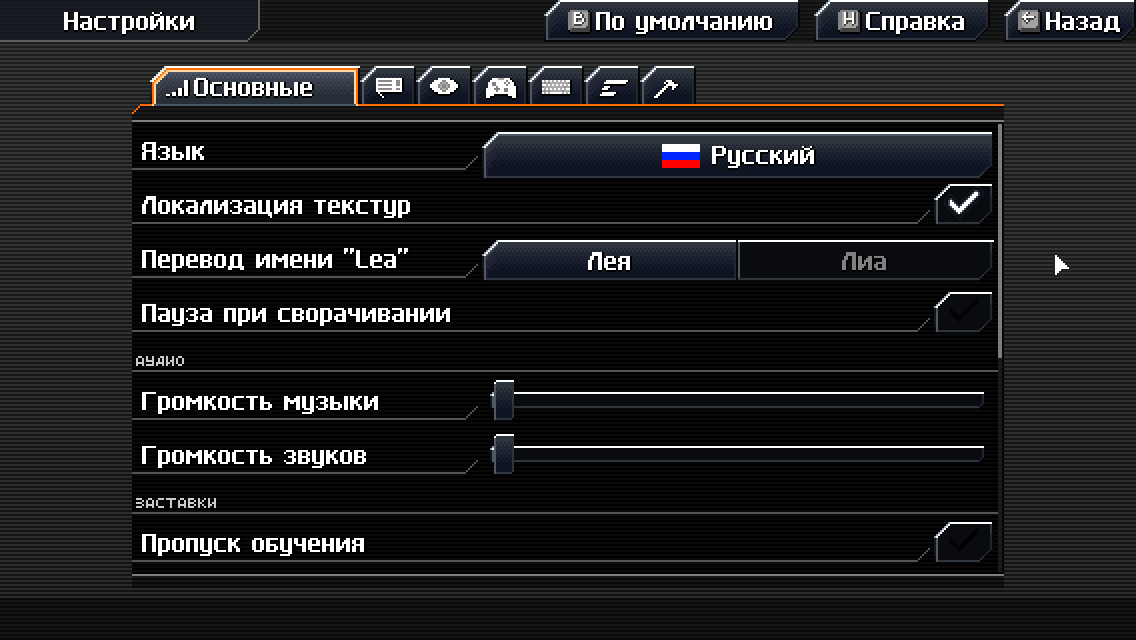 Настройки
B По умолчанию
H Справка
Назад
Основные
Язык
Русский
Локализация текстур
Перевод имени "Lea"
Лея
Лиа
Пауза при сворачивании
АУДИО
Громкость музыки
Громкость звуков
ЗАСТАВКИ
Пропуск обучения